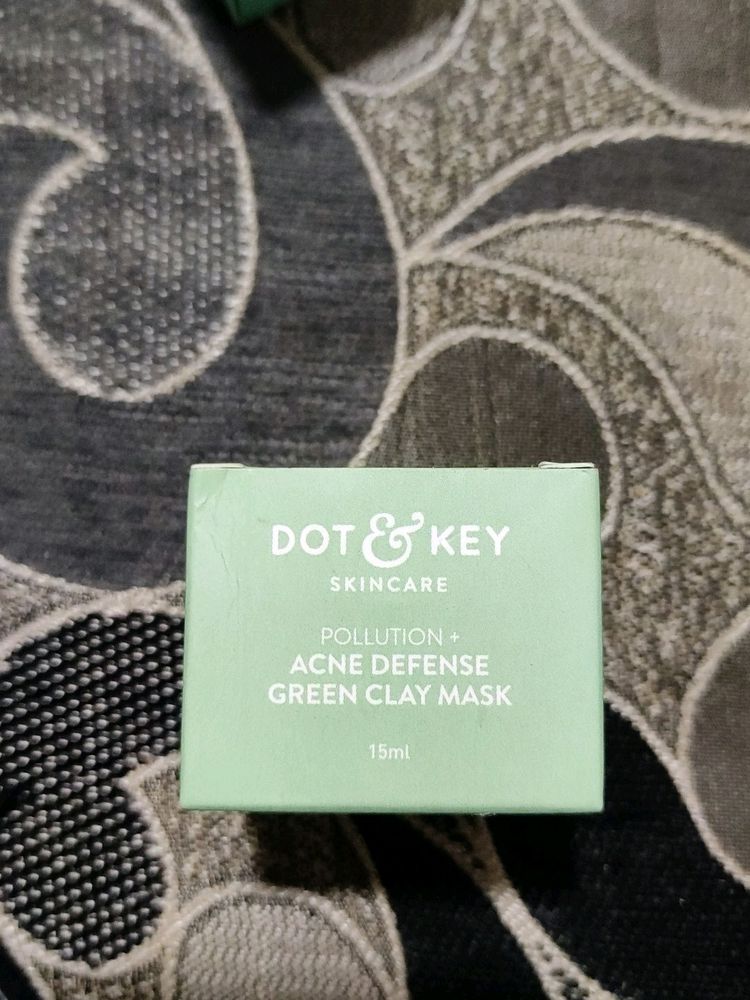 DOT & KEY
SKINCARE
POLLUTION +
ACNE DEFENSE
GREEN CLAY MASK
15ml